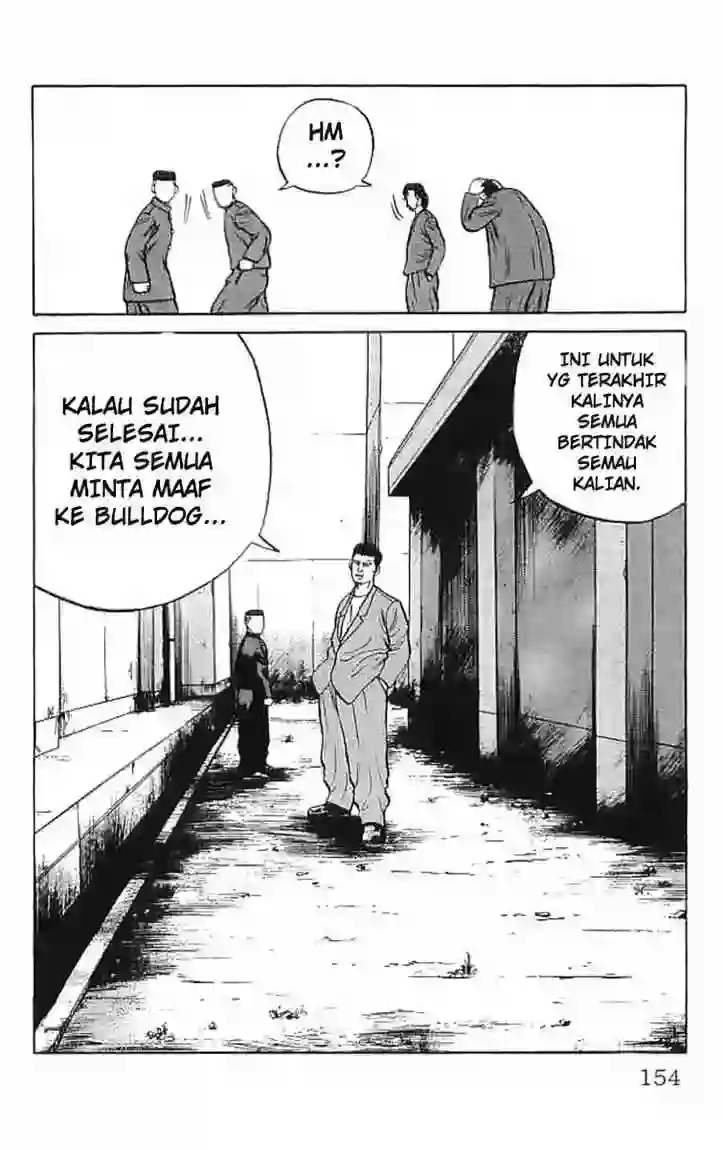 HM
...?
INI UNTUK
YG TERAKHIR
KALINYA
SEMUA
BERTINDAK
SEMAU
KALIAN.
KALAU SUDAH
SELESAI...
KITA SEMUA
MINTA MAAF
KE BULLDOG...
154